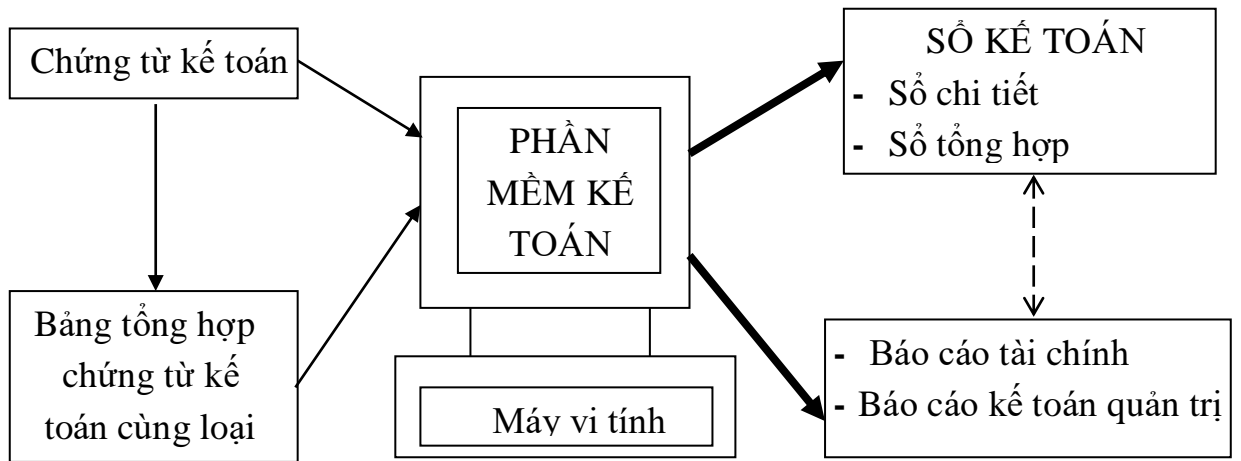 Chứng từ kế toán
Bảng tổng hợp
chứng từ kế
toán cùng loại
PHẦN
MỀM KẾ
TOÁN
Máy vi tính
SỔ KẾ TOÁN
- Sổ chi tiết
- Sổ tổng hợp
- Báo cáo tài chính
- Báo cáo kế toán quản trị